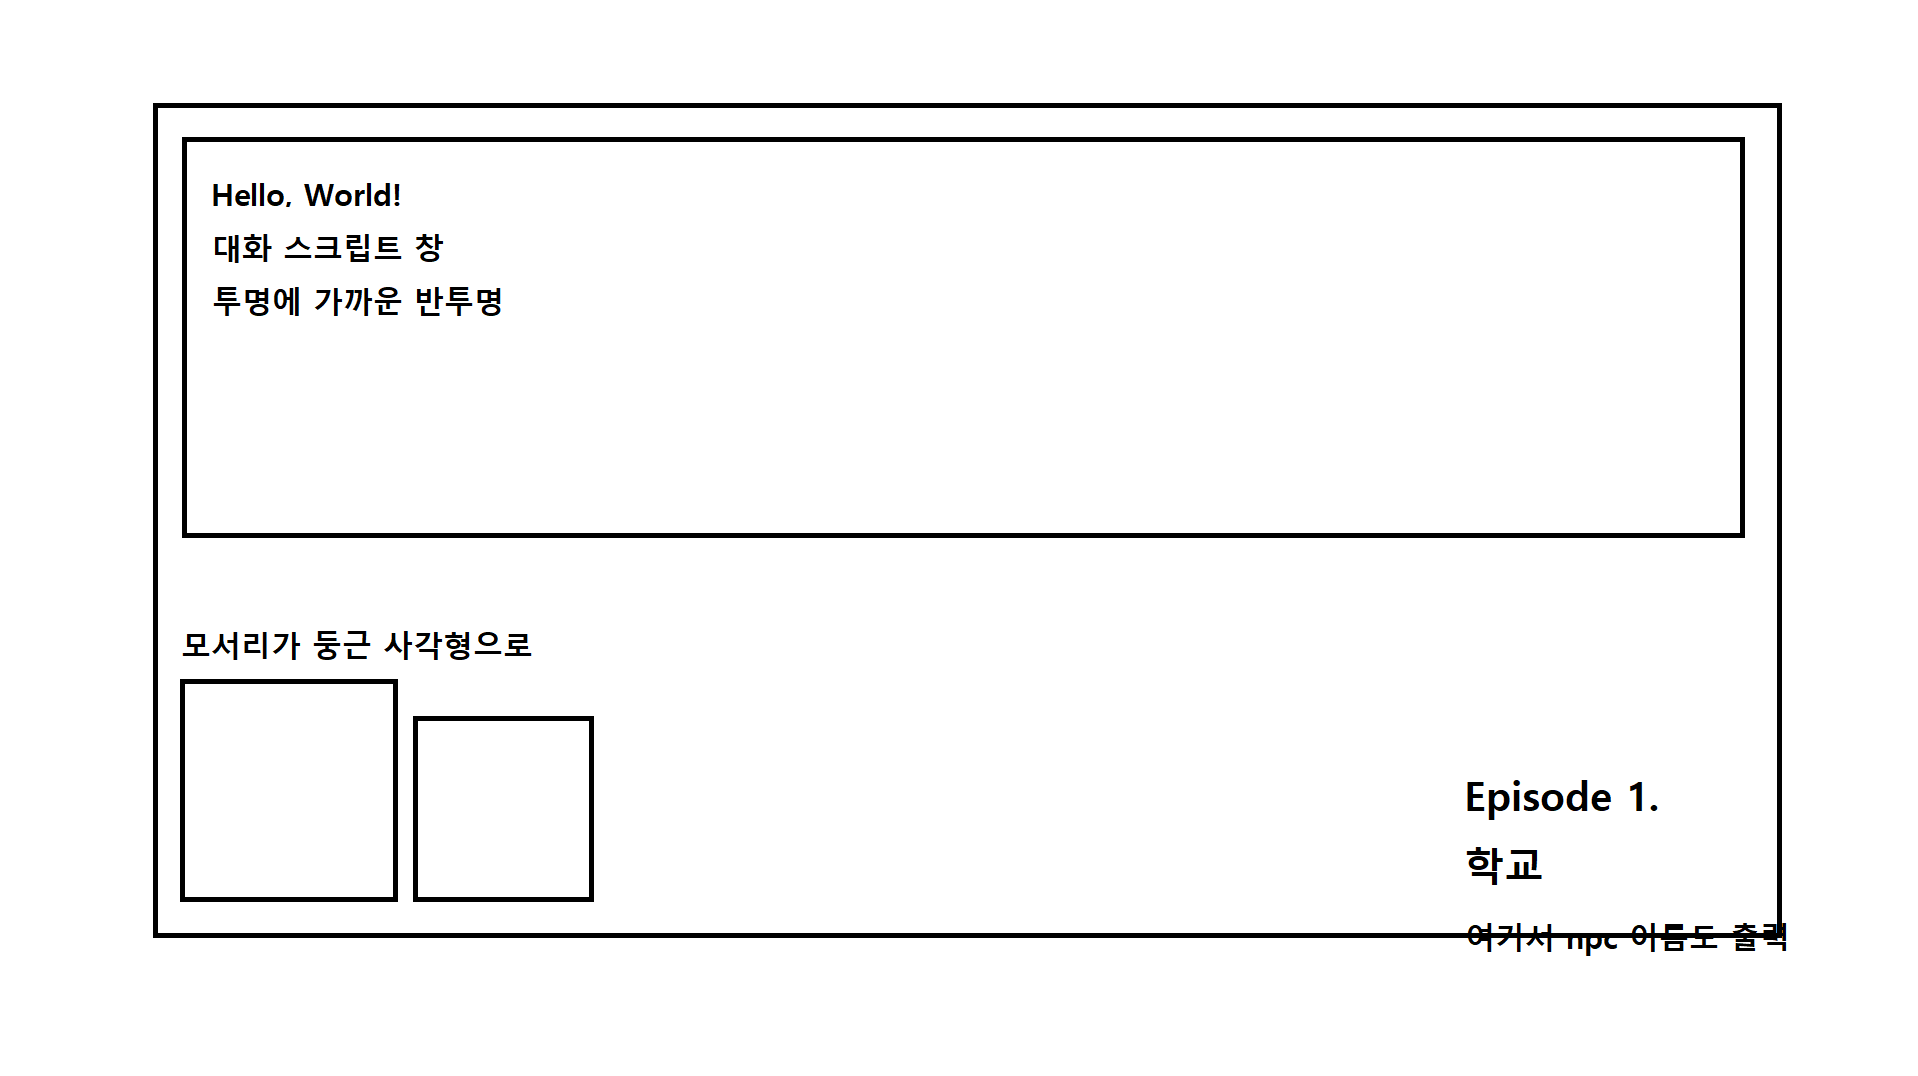 Hello, World!
대화 스크립트 창
투명에 가까운 반투명
모서리가 둥근 사각형으로
Episode 1.
학교
여기서 npc 이름도 출력